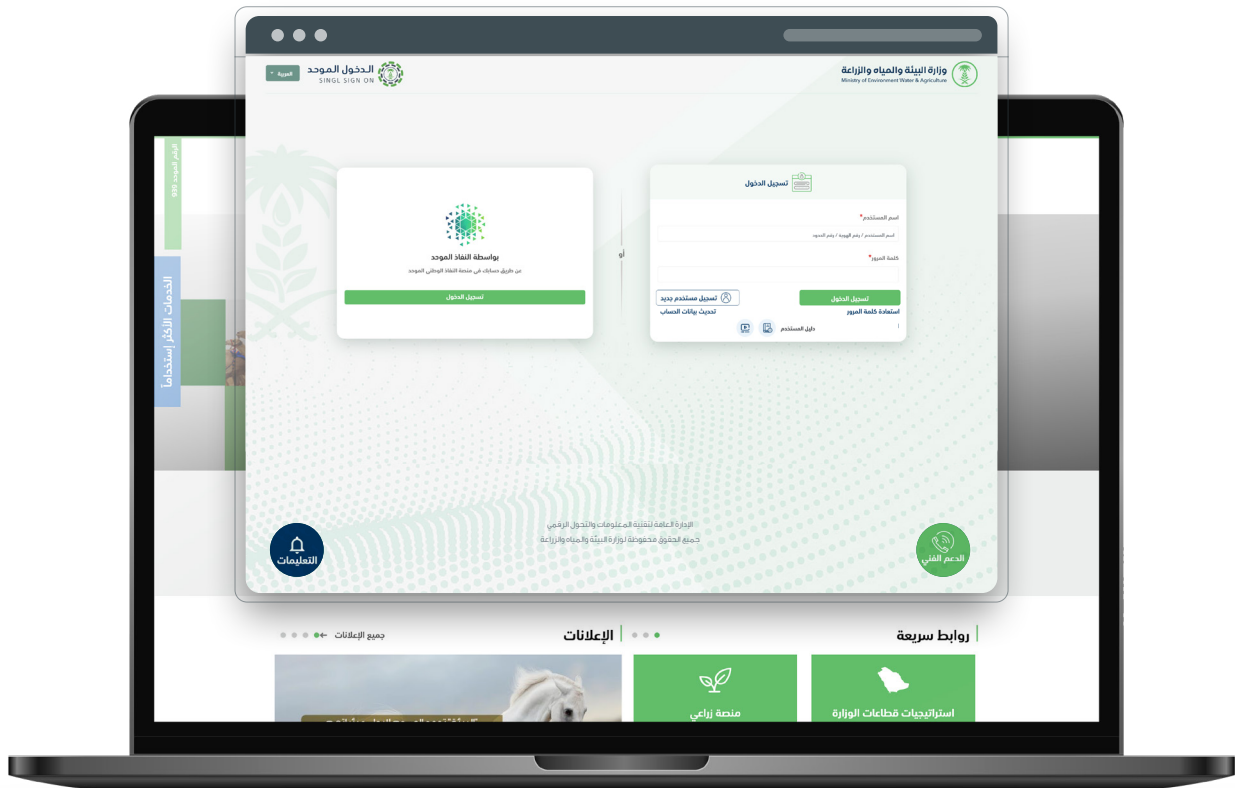 وزارة البيئة والمياه والزراعة
Ministry of Environment Water & Agriculture
الدخول الموحد
SINGL SIGN ON
العربية
تسجيل الدخول
اسم المستخدم*
اسم المستخدم / رقم الهوية / رقم الحدود
كلمة المرور*
تسجيل الدخول
تسجيل مستخدم جديد
استعادة كلمة المرور
تحديث بيانات الحساب
دليل المستخدم
أو
بواسطة النفاذ الموحد
عن طريق حسابك في منصة النفاذ الوطني الموحد
تسجيل الدخول
الإدارة العامة لتقنية المعلومات والتحول الرقمي
جميع الحقوق محفوظة لوزارة البيئة والمياه والزراعة
الدعم الفني
التعليمات
الرقم الموحد 939
الخدمات الأكثر إستخداماً
روابط سريعة
الإعلانات
جميع الإعلانات
استراتيجيات قطاعات الوزارة
منصة زراعي